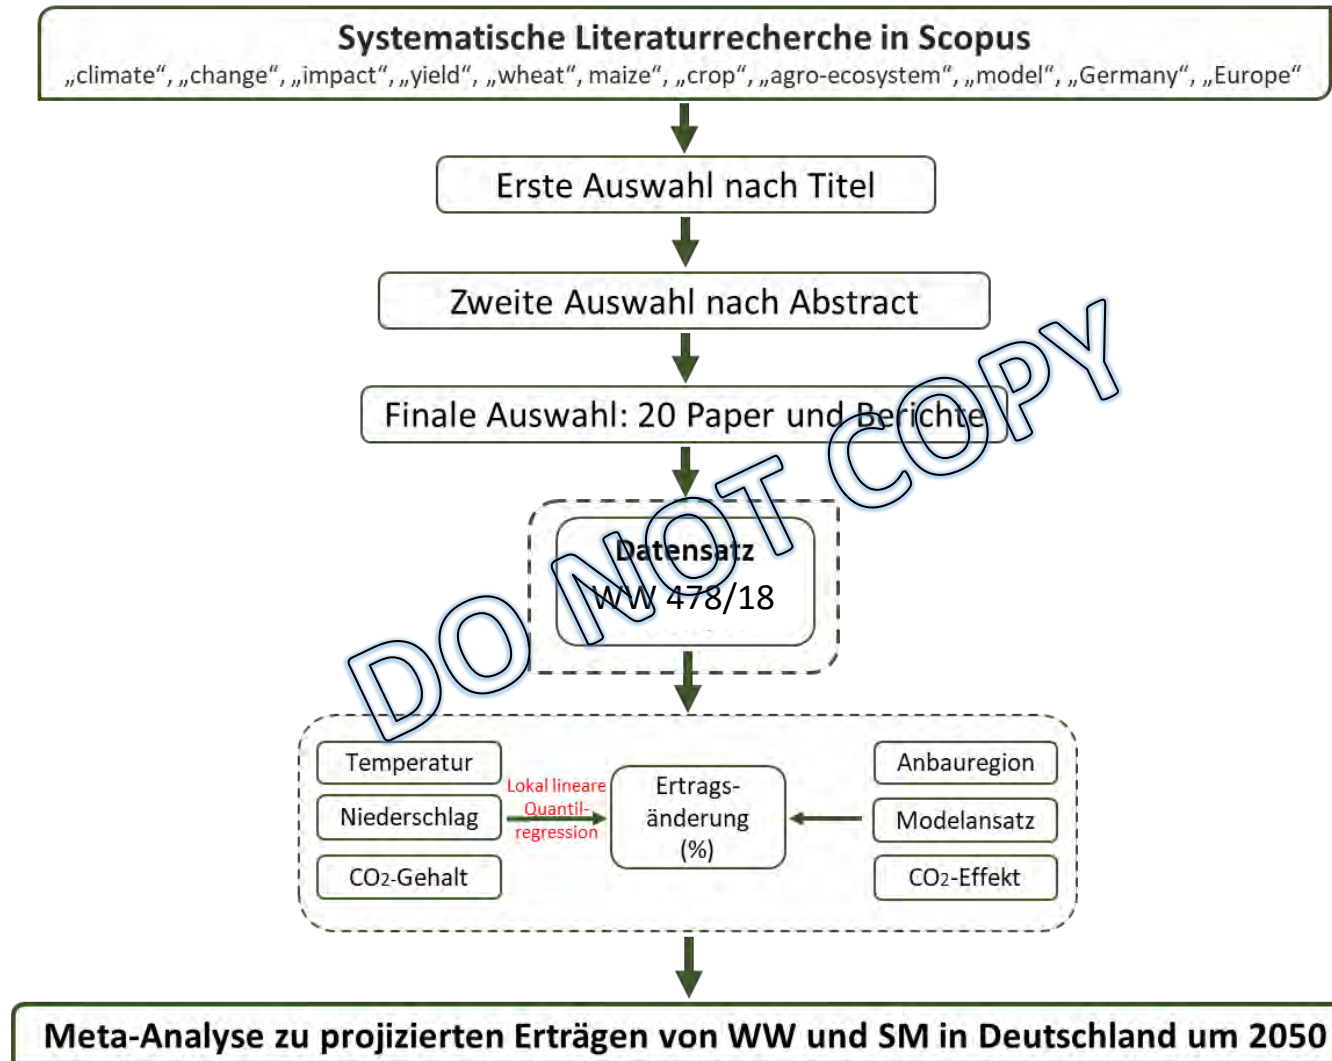 Systematische Literaturrecherche in Scopus
„climate“, „change“, „impact“, „yield“, „wheat“, maize“, „crop“, „agro-ecosystem“, „model“, „Germany“, „Europe“
Erste Auswahl nach Titel
Zweite Auswahl nach Abstract
Finale Auswahl: 20 Paper und Berichte
Datensatz
WW 478/18
DO NOT COPY
Temperatur
Niederschlag
CO2-Gehalt
Lokal lineare
Quantil-
regression
Ertrags-
änderung
(%)
Anbauregion
Modelansatz
CO2-Effekt
Meta-Analyse zu projizierten Erträgen von WW und SM in Deutschland um 2050